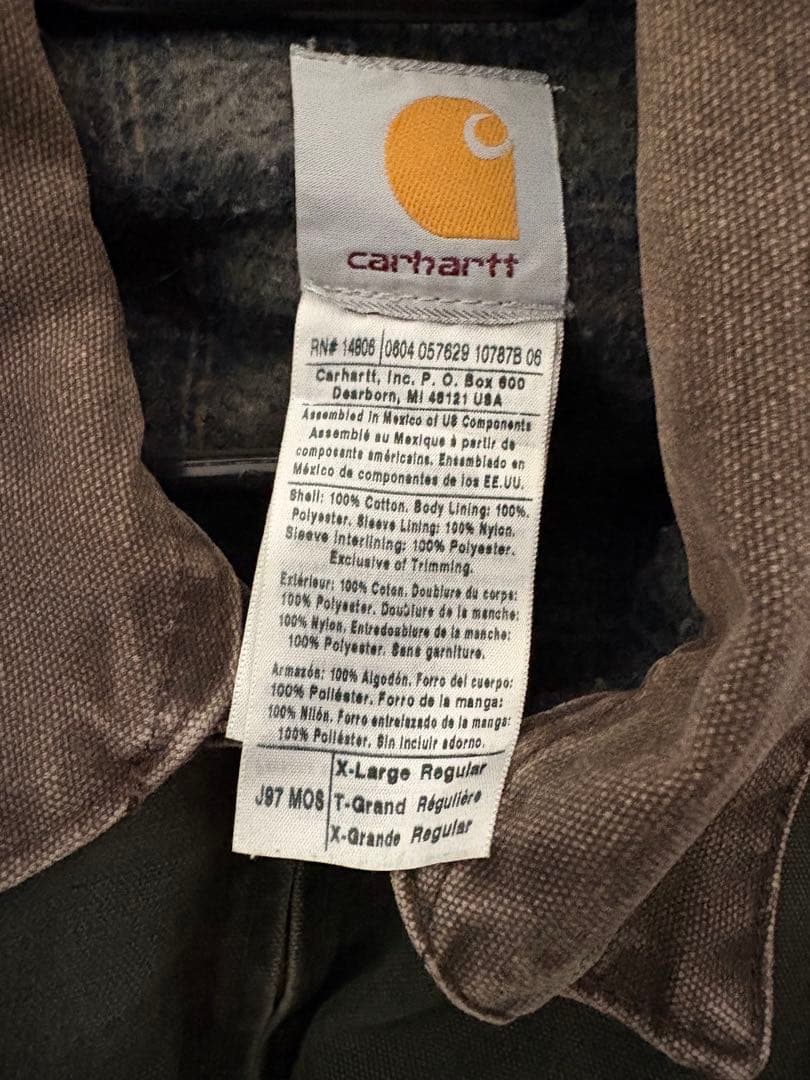 carhartt
RN# 14806 0604 057629 10787B 06
Carhartt, Inc. P. O. Box 600
Dearborn, MI 48121 USA
Assembled in Mexico of US Components
Assemblé au Mexique à partir de
composants américains. Ensamblado en
México de componentes de los EE.UU.
Shell: 100% Cotton. Body Lining: 100%.
Polyester. Sleeve Lining: 100% Nylon.
Sleeve Interlining: 100% Polyester.
Exclusive of Trimming.
Extérieur: 100% Coton. Doublure du corps:
100% Polyester. Doublure de la manche:
100% Nylon. Entredoublure de la manche:
100% Polyester. Sans garniture.
Armazón: 100% Algodón. Forro del cuerpo:
100% Poliéster. Forro de la manga:
100% Nilón. Forro entrelazado de la manga:
100% Poliéster. Sin incluir adorno.
X-Large Regular
J97 MOS T-Grand Régulière
X-Grande Regular